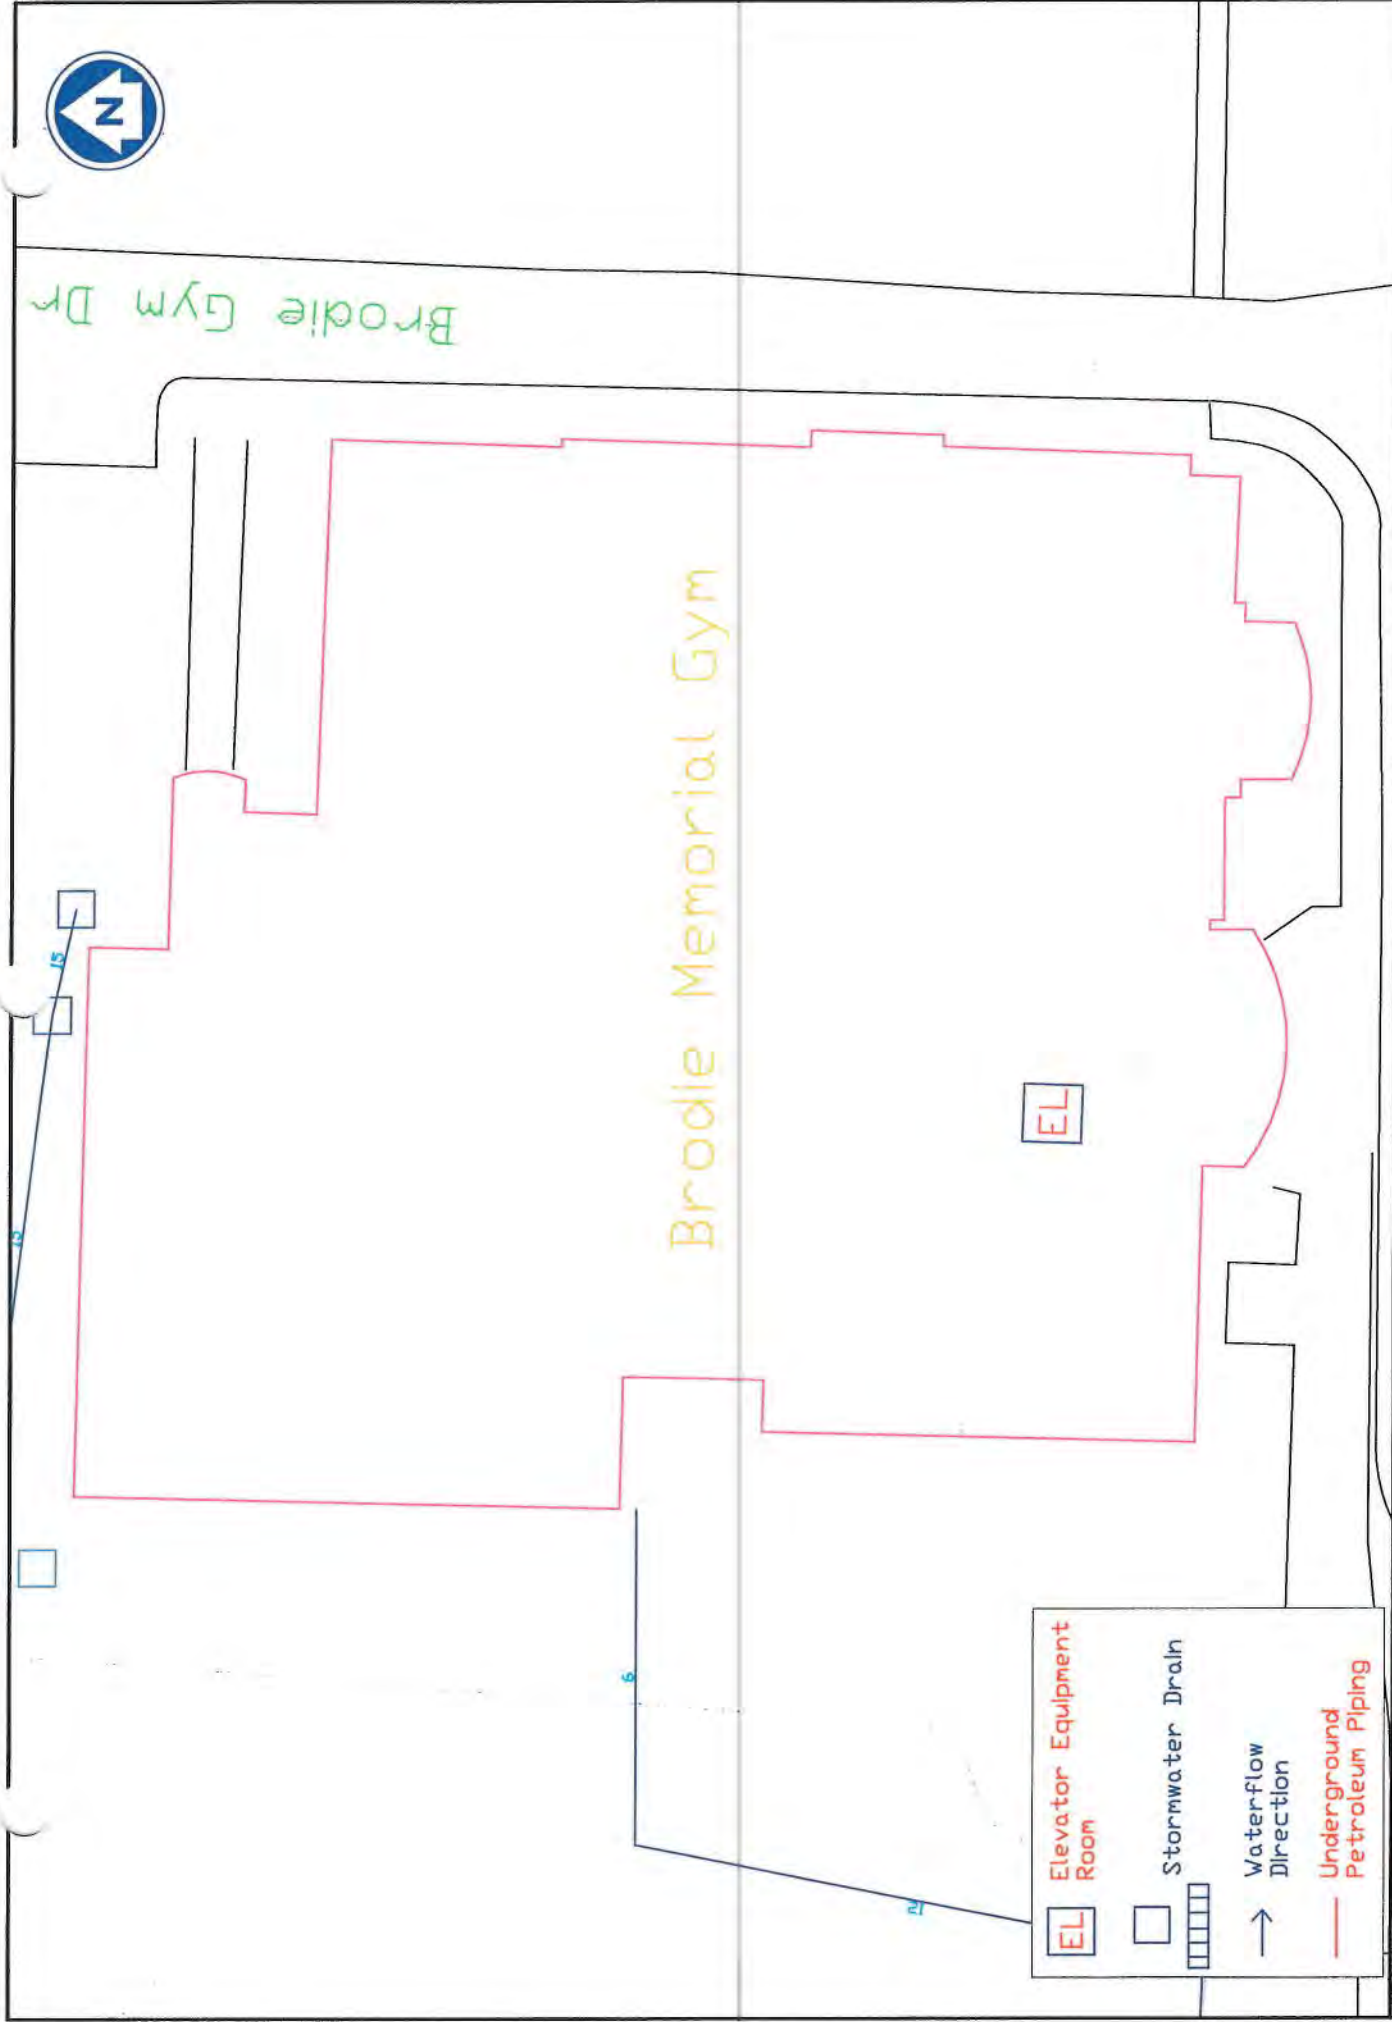 N
Brodie Gym Dr
15
15
Brodie Memorial Gym
EL
6
12
EL
Elevator Equipment
Room
Stormwater Drain
Waterflow
Direction
Underground
Petroleum Piping